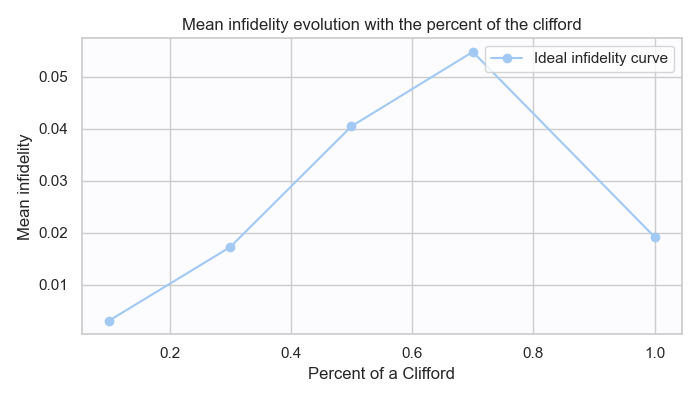 Mean infidelity evolution with the percent of the clifford
Ideal infidelity curve
Mean infidelity
0.05
0.04
0.03
0.02
0.01
0.2 0.4 0.6 0.8 1.0
Percent of a Clifford